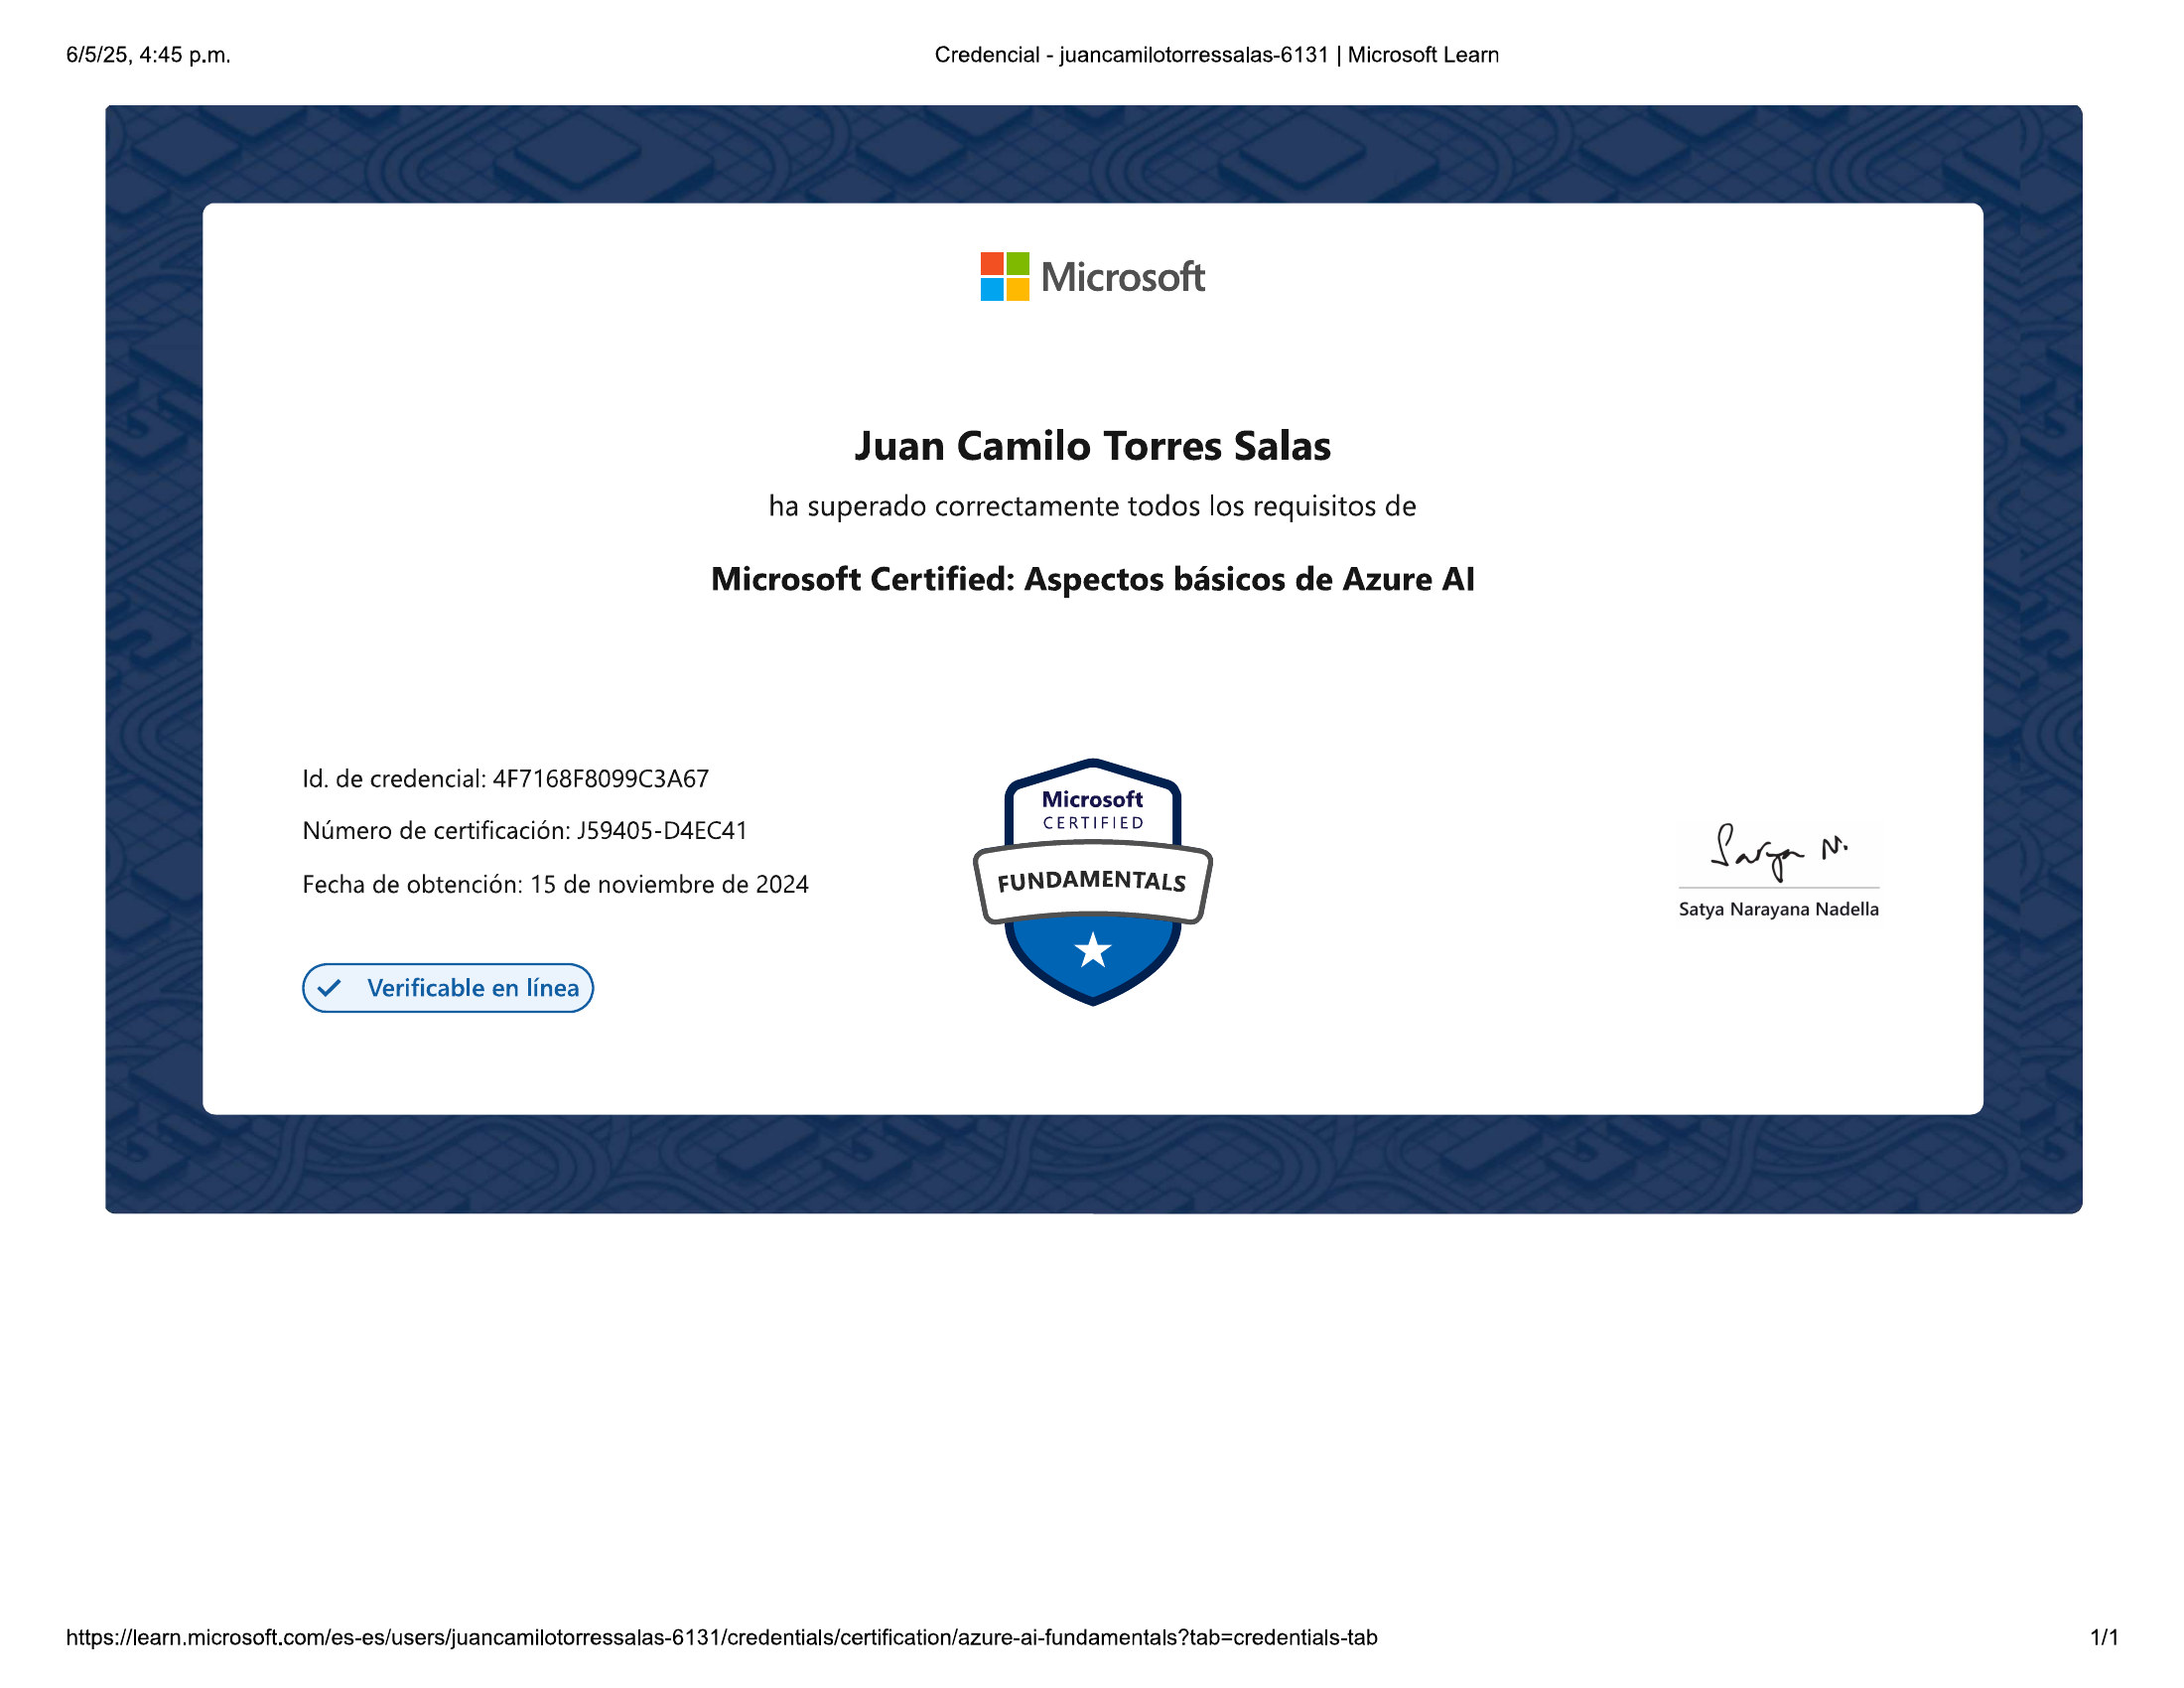 6/5/25, 4:45 p.m.
Credencial - juancamilotorressalas-6131 | Microsoft Learn
Microsoft
Juan Camilo Torres Salas
ha superado correctamente todos los requisitos de
Microsoft Certified: Aspectos básicos de Azure AI
Id. de credencial: 4F7168F8099C3A67
Número de certificación: J59405-D4EC41
Fecha de obtención: 15 de noviembre de 2024
Verificable en línea
Microsoft
CERTIFIED
FUNDAMENTALS
Satya N.
Satya Narayana Nadella
https://learn.microsoft.com/es-es/users/juancamilotorressalas-6131/credentials/certification/azure-ai-fundamentals?tab=credentials-tab
1/1